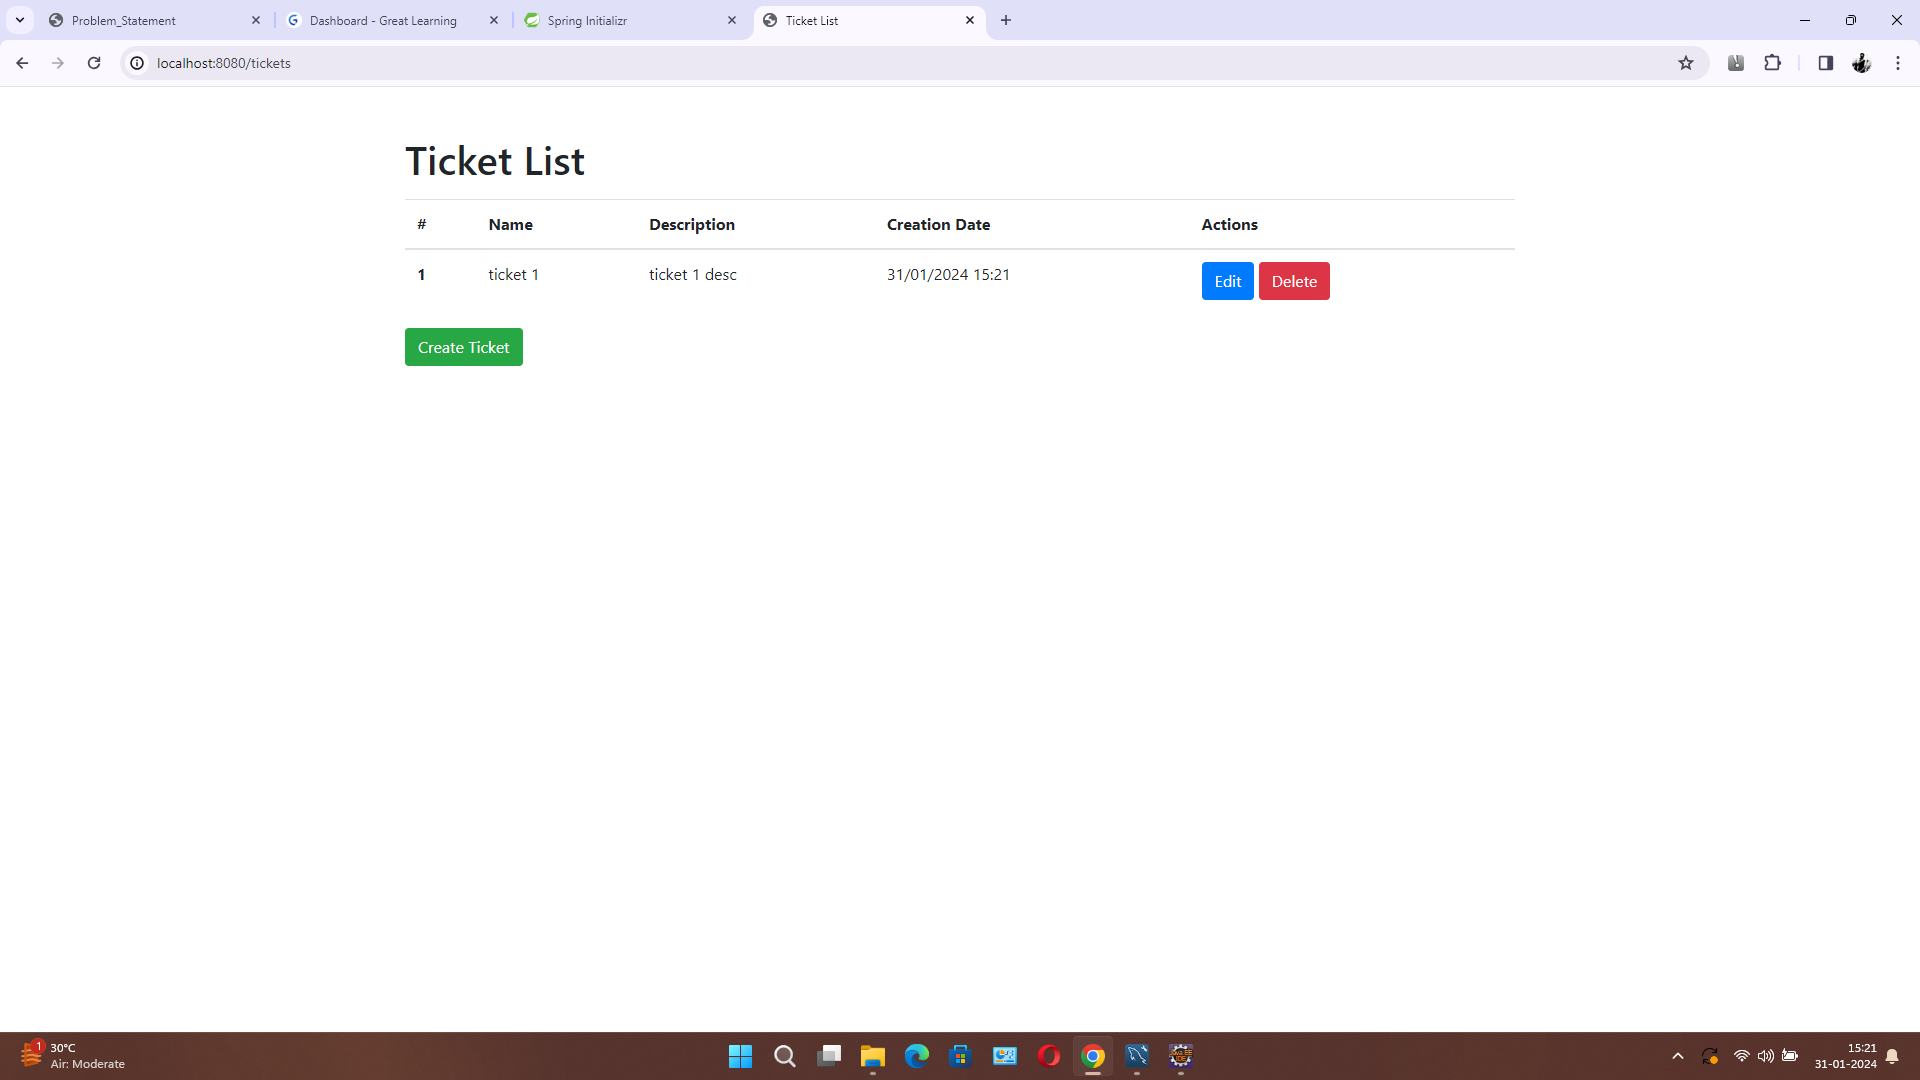 Problem_Statement
Dashboard - Great Learning
Spring Initializr
Ticket List
localhost:8080/tickets
Ticket List
# Name Description Creation Date Actions
1 ticket 1 ticket 1 desc 31/01/2024 15:21 Edit Delete
Create Ticket
1
30°C
Air: Moderate
15:21
31-01-2024